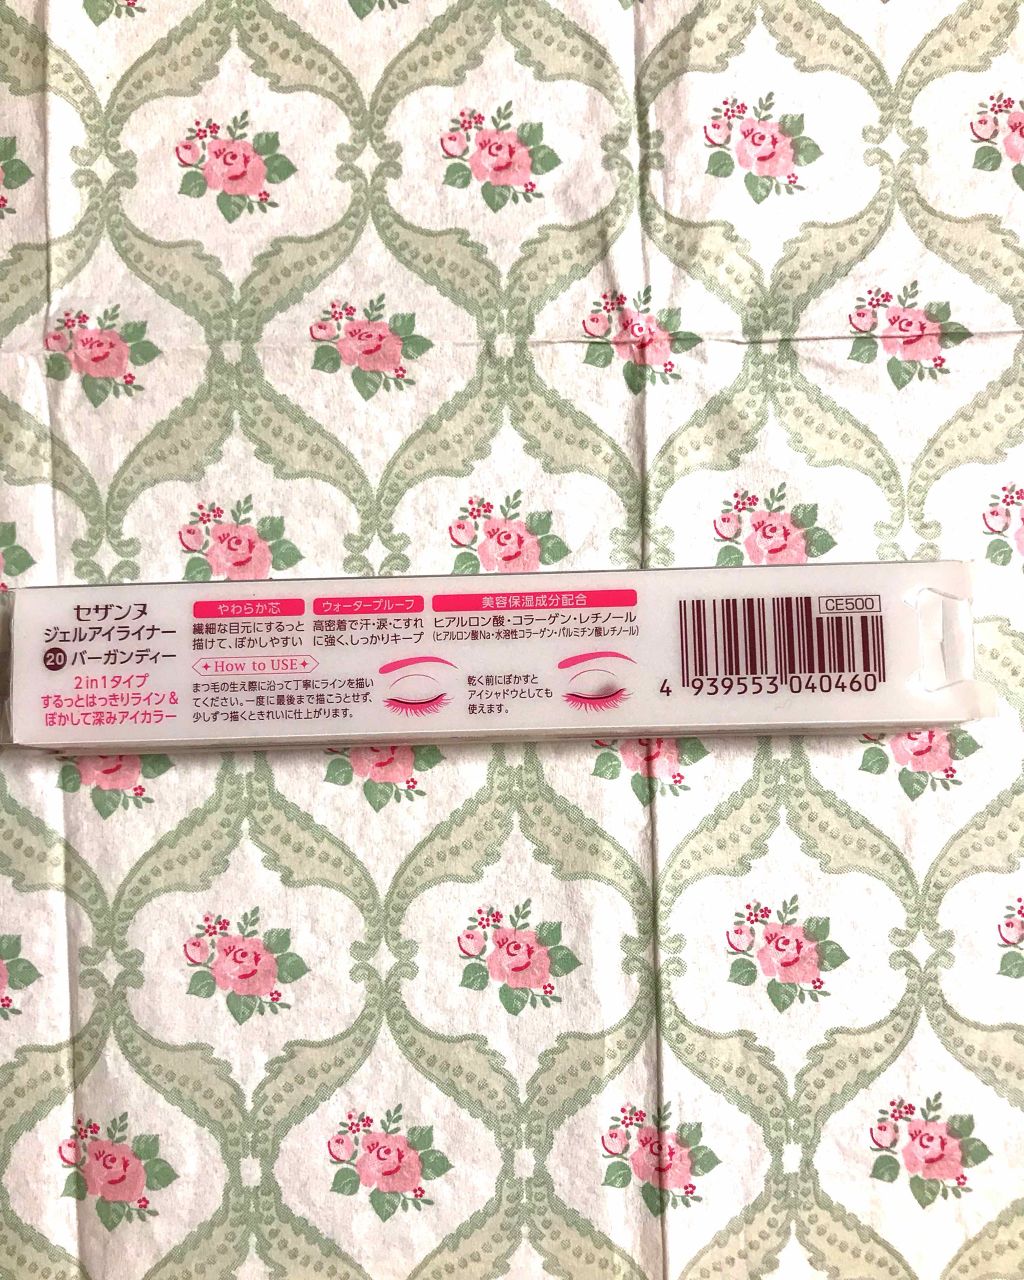 セザンヌ
ジェルアイライナー
20 バーガンディー
2in1タイプ
するっとはっきりライン&
ぼかして深みアイカラー
やわらか芯
繊細な目元にするっと
描けて、ぼかしやすい
ウォータープルーフ
高密着で汗・涙・こすれ
に強く、しっかりキープ
美容保湿成分配合
ヒアルロン酸・コラーゲン・レチノール
(ヒアルロン酸Na・水溶性コラーゲン・パルミチン酸レチノール)
How to USE
まつ毛の生え際に沿って丁寧にラインを描い
てください。一度に最後まで描こうとせず、
少しずつ描くときれいに仕上がります。
乾く前にぼかすと
アイシャドウとしても
使えます。
CE500
4 939553 040460